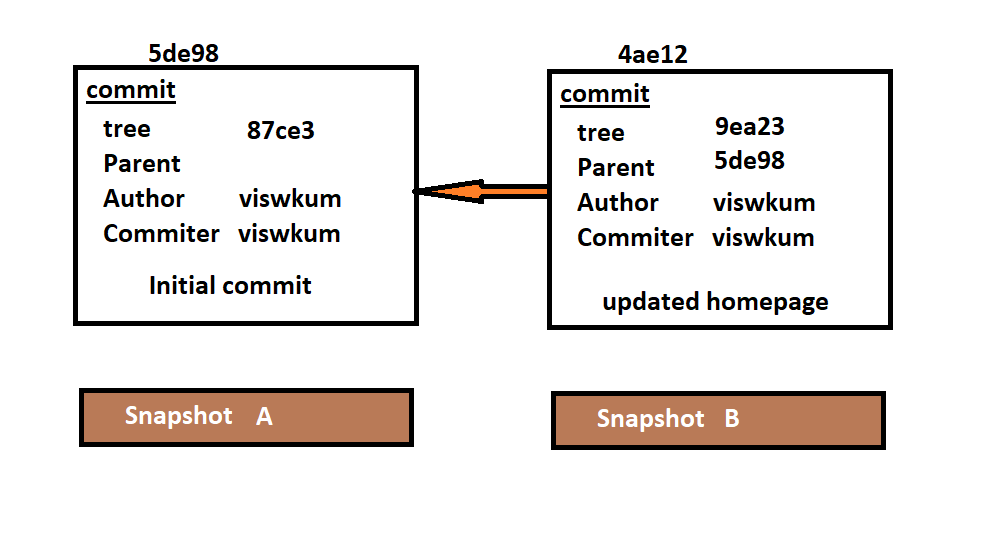 5de98
commit
tree 87ce3
Parent
Author viswkum
Commiter viswkum
Initial commit
Snapshot A
4ae12
commit
tree 9ea23
Parent 5de98
Author viswkum
Commiter viswkum
updated homepage
Snapshot B